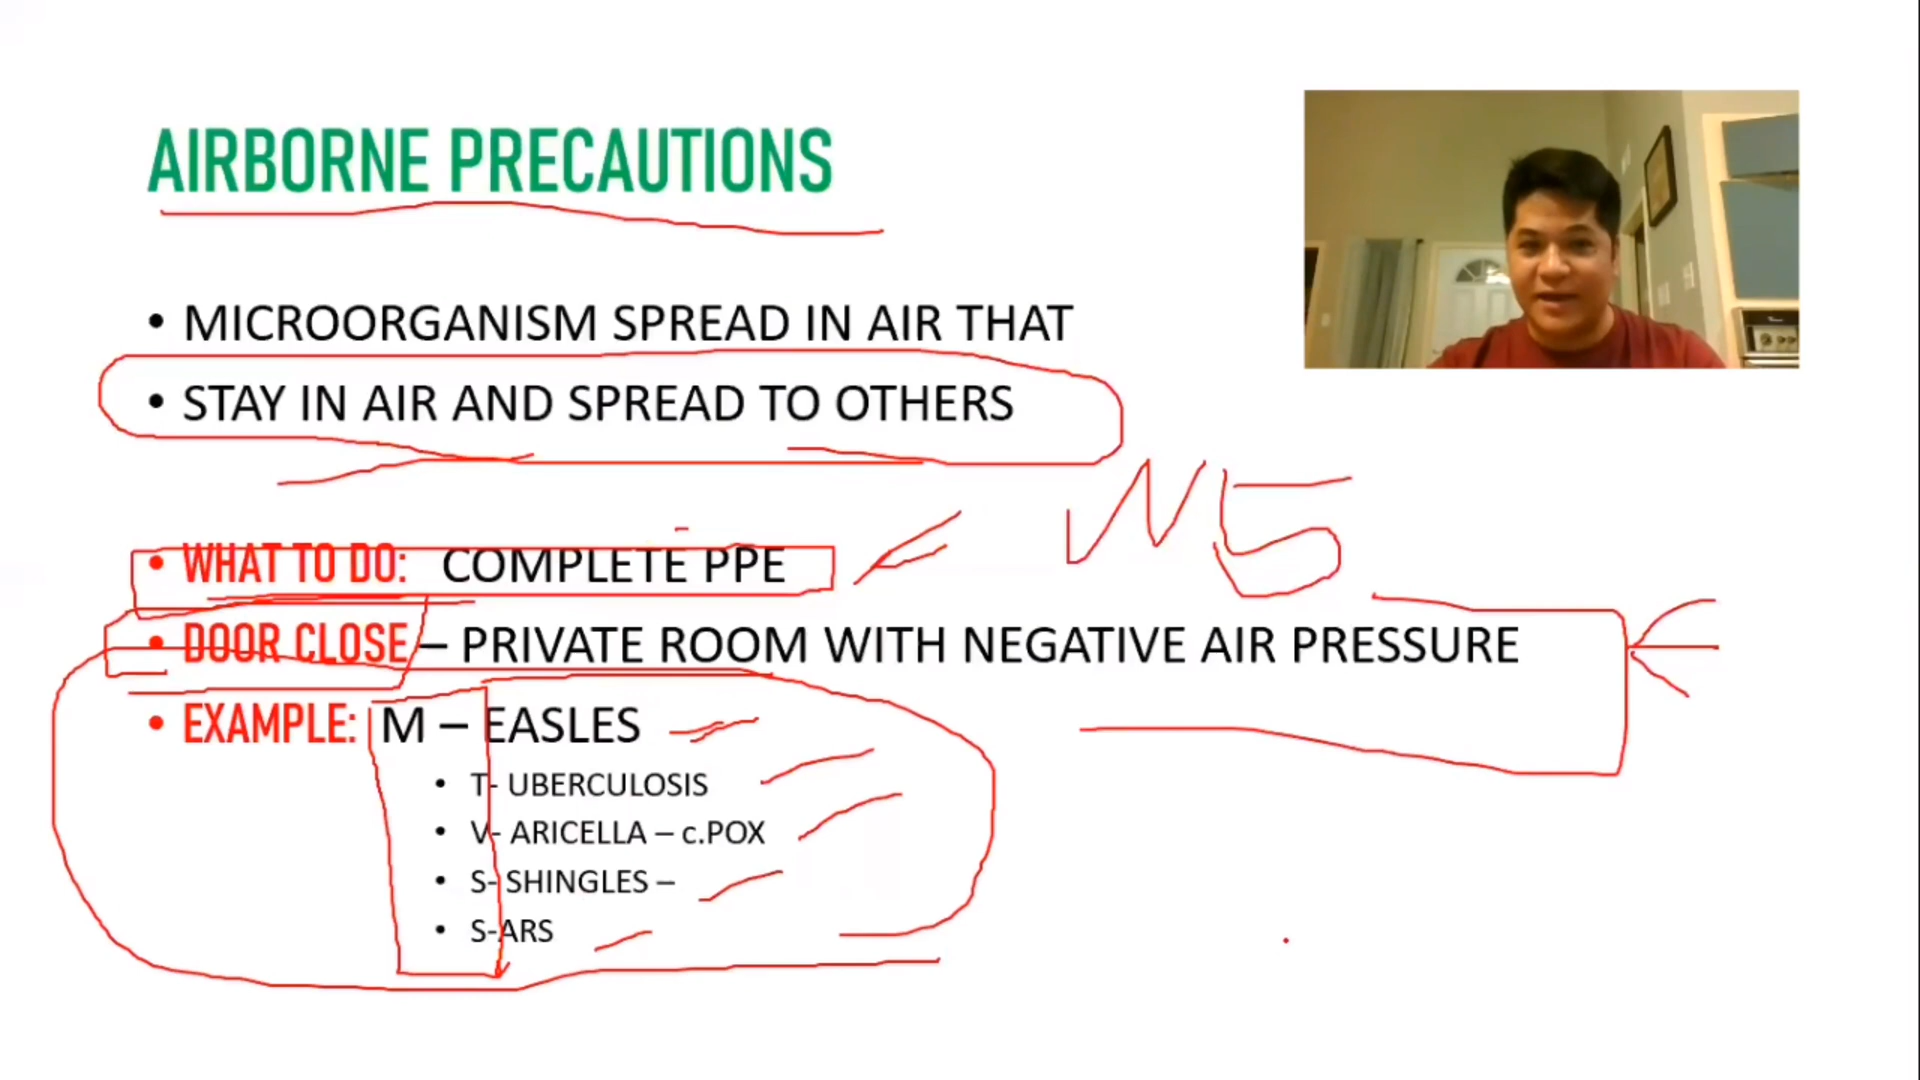 AIRBORNE PRECAUTIONS
• MICROORGANISM SPREAD IN AIR THAT
• STAY IN AIR AND SPREAD TO OTHERS
N5
• WHAT TO DO: COMPLETE PPE
• DOOR CLOSE – PRIVATE ROOM WITH NEGATIVE AIR PRESSURE
• EXAMPLE: M – EASLES
• T- UBERCULOSIS
• V- ARICELLA – c.POX
• S- SHINGLES –
• S-ARS